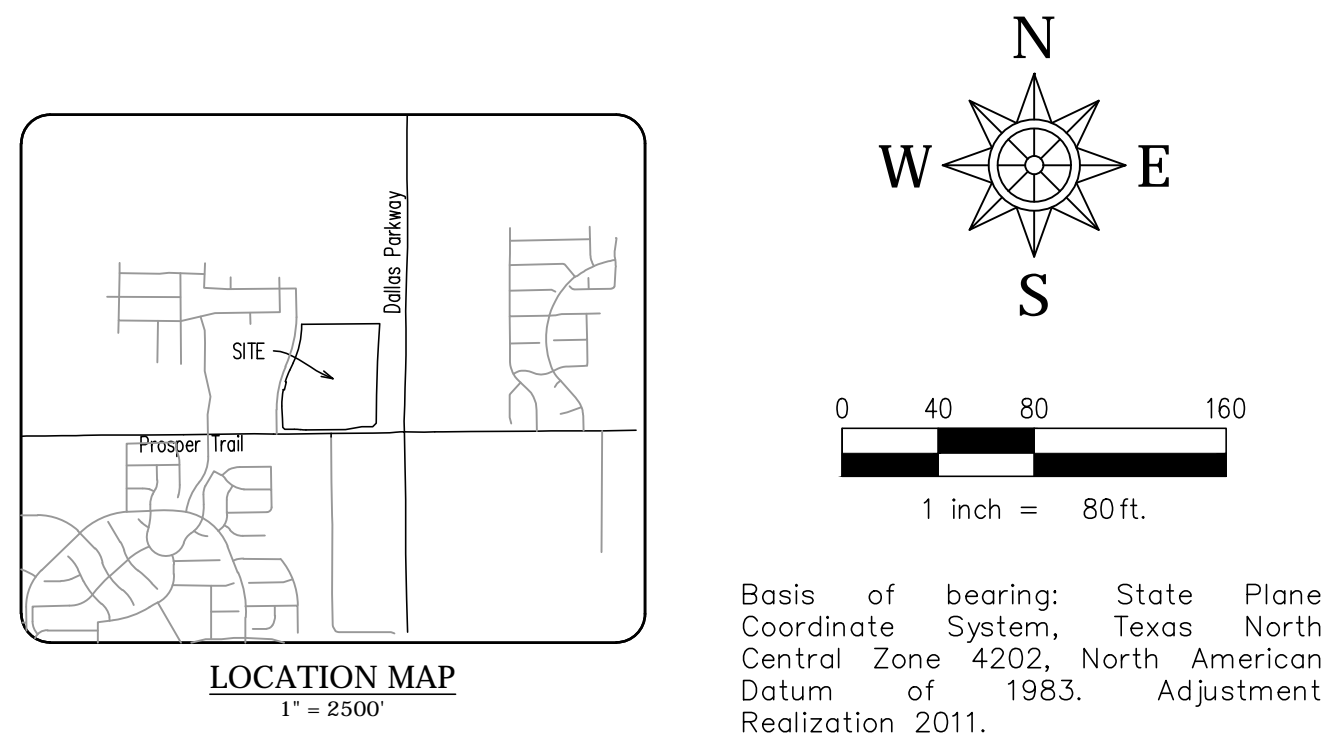 N
W E
S
Dallas Parkway
SITE
Prosper Trail
LOCATION MAP
1" = 2500'
0 40 80 160
1 inch = 80 ft.
Basis of bearing: State Plane
Coordinate System, Texas North
Central Zone 4202, North American
Datum of 1983. Adjustment
Realization 2011.